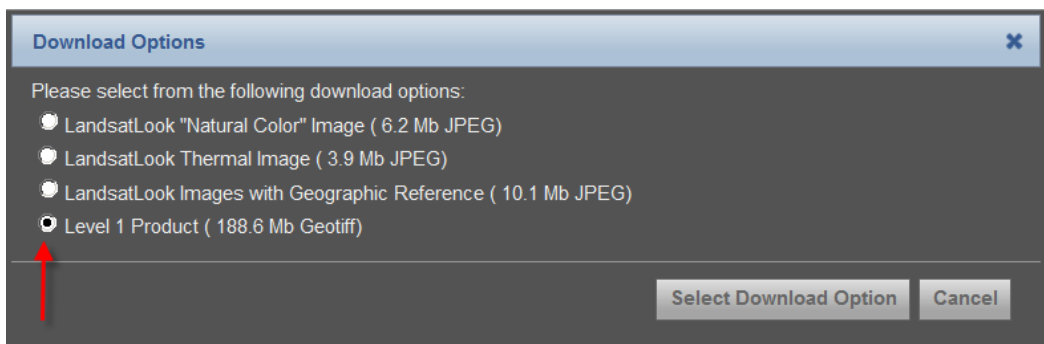 Download Options
Please select from the following download options:
LandsatLook "Natural Color" Image ( 6.2 Mb JPEG)
LandsatLook Thermal Image ( 3.9 Mb JPEG)
LandsatLook Images with Geographic Reference ( 10.1 Mb JPEG)
Level 1 Product ( 188.6 Mb Geotiff)
Select Download Option Cancel